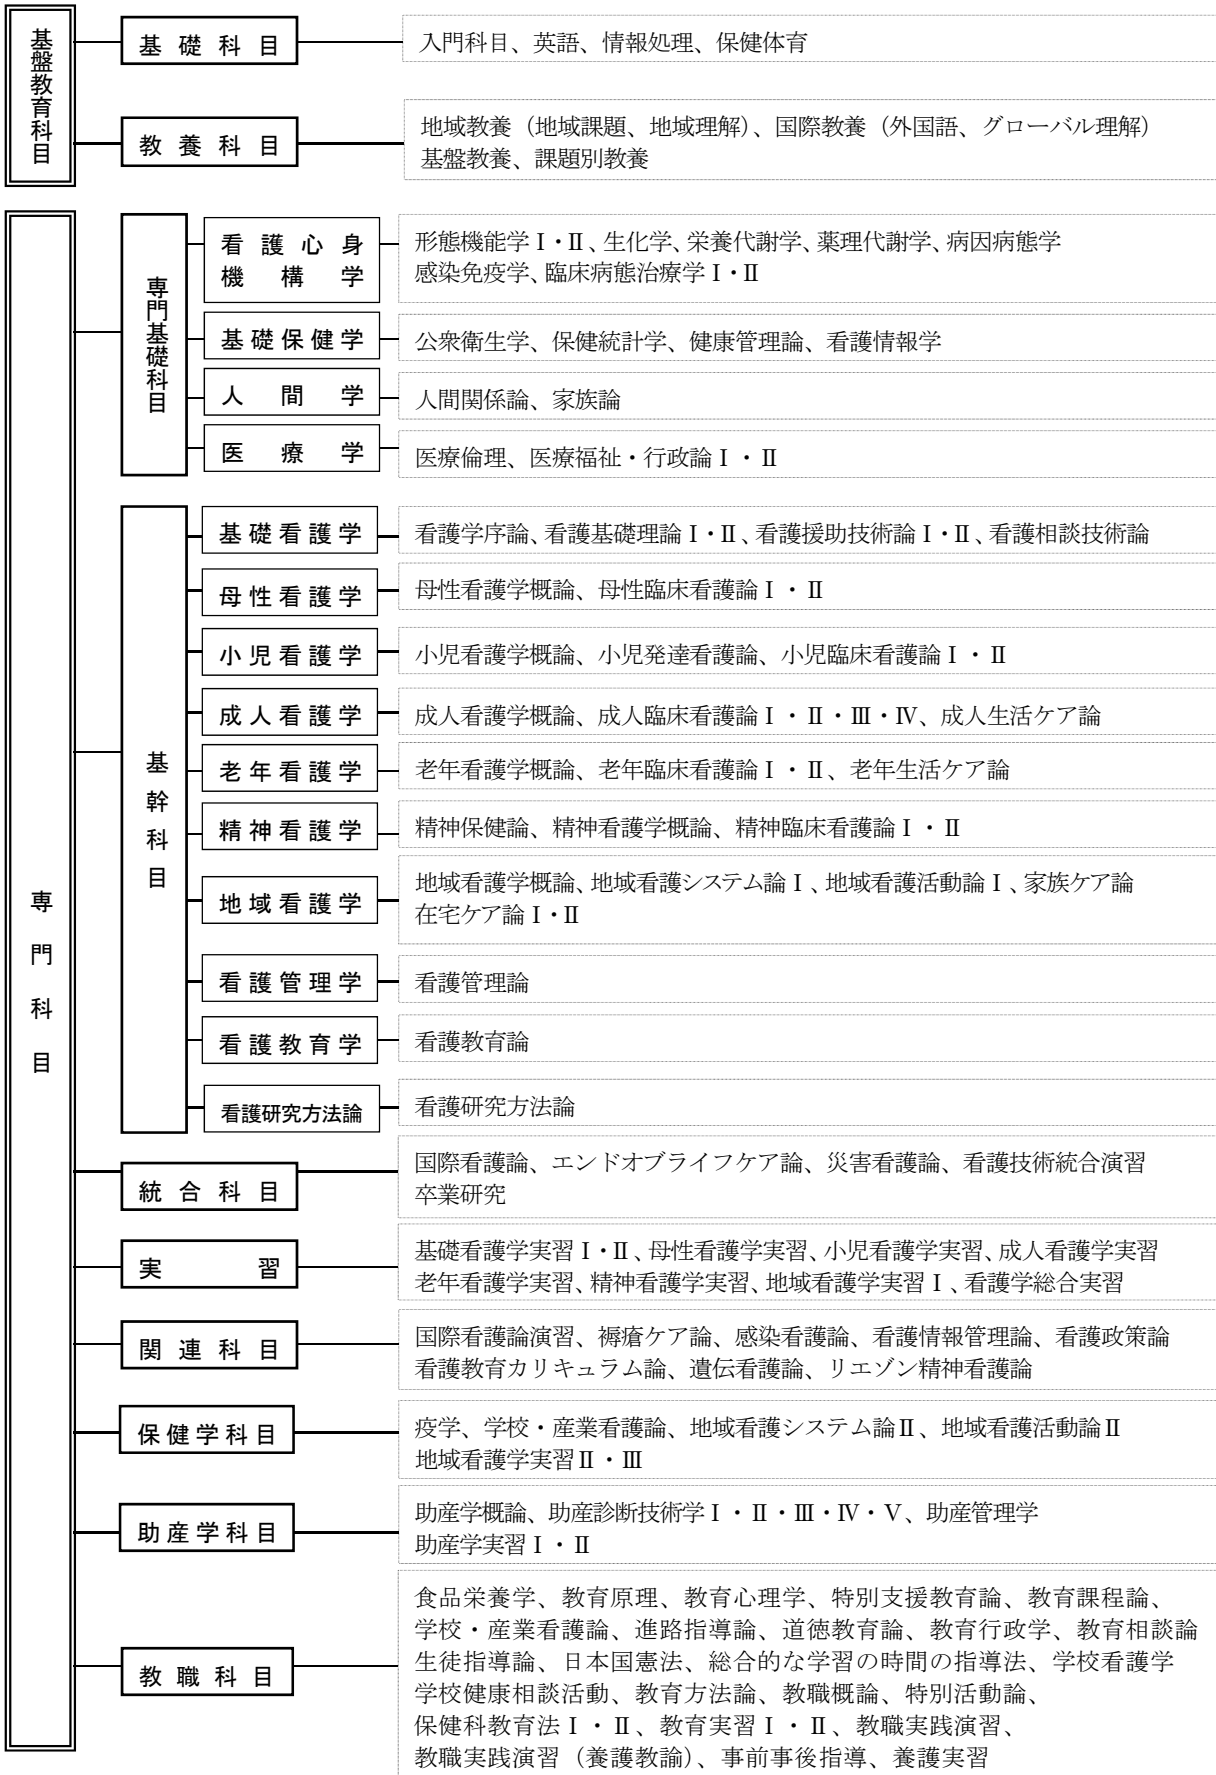 基盤教育科目
基礎科目
入門科目、英語、情報処理、保健体育
教養科目
地域教養（地域課題、地域理解）、国際教養（外国語、グローバル理解）
基盤教養、課題別教養
専門科目
専門基礎科目
看護心身
機構学
形態機能学Ⅰ・Ⅱ、生化学、栄養代謝学、薬理代謝学、病因病態学
感染免疫学、臨床病態治療学Ⅰ・Ⅱ
基礎保健学
公衆衛生学、保健統計学、健康管理論、看護情報学
人間学
人間関係論、家族論
医療学
医療倫理、医療福祉・行政論Ⅰ・Ⅱ
基幹科目
基礎看護学
看護学序論、看護基礎理論Ⅰ・Ⅱ、看護援助技術論Ⅰ・Ⅱ、看護相談技術論
母性看護学
母性看護学概論、母性臨床看護論Ⅰ・Ⅱ
小児看護学
小児看護学概論、小児発達看護論、小児臨床看護論Ⅰ・Ⅱ
成人看護学
成人看護学概論、成人臨床看護論Ⅰ・Ⅱ・Ⅲ・Ⅳ、成人生活ケア論
老年看護学
老年看護学概論、老年臨床看護論Ⅰ・Ⅱ、老年生活ケア論
精神看護学
精神保健論、精神看護学概論、精神臨床看護論Ⅰ・Ⅱ
地域看護学
地域看護学概論、地域看護システム論Ⅰ、地域看護活動論Ⅰ、家族ケア論
在宅ケア論Ⅰ・Ⅱ
看護管理学
看護管理論
看護教育学
看護教育論
看護研究方法論
看護研究方法論
統合科目
国際看護論、エンドオブライフケア論、災害看護論、看護技術統合演習
卒業研究
実習
基礎看護学実習Ⅰ・Ⅱ、母性看護学実習、小児看護学実習、成人看護学実習
老年看護学実習、精神看護学実習、地域看護学実習Ⅰ、看護学総合実習
関連科目
国際看護論演習、褥瘡ケア論、感染看護論、看護情報管理論、看護政策論
看護教育カリキュラム論、遺伝看護論、リエゾン精神看護論
保健学科目
疫学、学校・産業看護論、地域看護システム論Ⅱ、地域看護活動論Ⅱ
地域看護学実習Ⅱ・Ⅲ
助産学科目
助産学概論、助産診断技術学Ⅰ・Ⅱ・Ⅲ・Ⅳ・Ⅴ、助産管理学
助産学実習Ⅰ・Ⅱ
教職科目
食品栄養学、教育原理、教育心理学、特別支援教育論、教育課程論、
学校・産業看護論、進路指導論、道徳教育論、教育行政学、教育相談論
生徒指導論、日本国憲法、総合的な学習の時間の指導法、学校看護学
学校健康相談活動、教育方法論、教職概論、特別活動論、
保健科教育法Ⅰ・Ⅱ、教育実習Ⅰ・Ⅱ、教職実践演習、
教職実践演習（養護教諭）、事前事後指導、養護実習